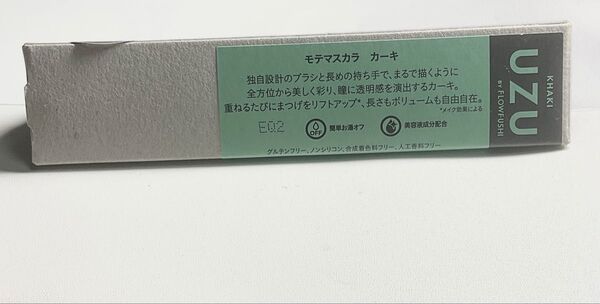 モテマスカラ カーキ
独自設計のブラシと長めの持ち手で、まるで描くように
全方位から美しく彩り、瞳に透明感を演出するカーキ。
重ねるたびにまつげをリフトアップ*、長さもボリュームも自由自在。
*メイク効果による
EQ2
OFF
簡単お湯オフ
美容液成分配合
グルテンフリー、ノンシリコン、合成着色料フリー、人工香料フリー
KHAKI
UZU
BY FLOWFUSHI